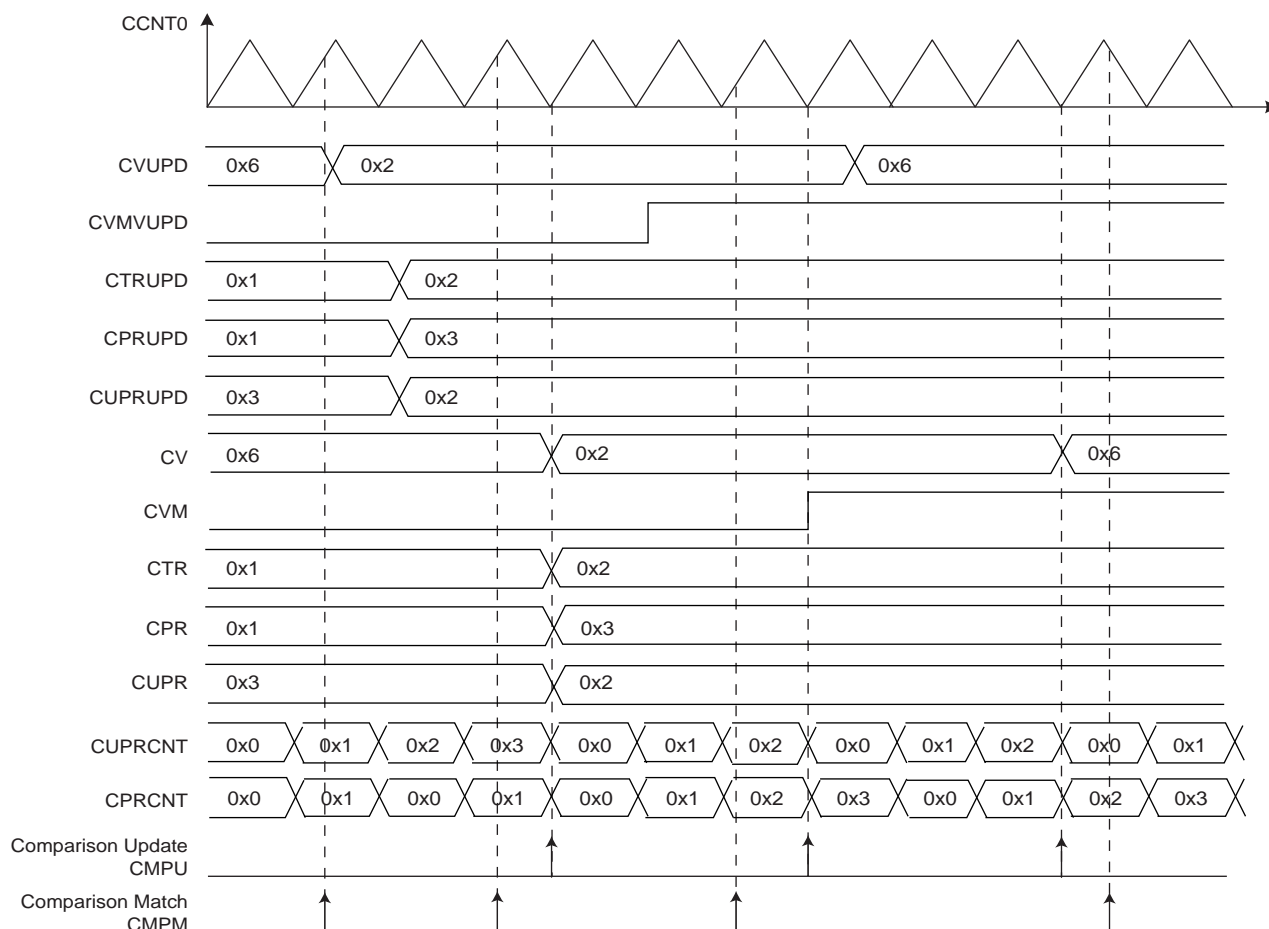 CCNT0
CVUPD 0x6 0x2 0x6
CVMVUPD
CTRUPD 0x1 0x2
CPRUPD 0x1 0x3
CUPRUPD 0x3 0x2
CV 0x6 0x2 0x6
CVM
CTR 0x1 0x2
CPR 0x1 0x3
CUPR 0x3 0x2
CUPRCNT 0x0 0x1 0x2 0x3 0x0 0x1 0x2 0x0 0x1 0x2 0x0 0x1
CPRCNT 0x0 0x1 0x0 0x1 0x0 0x1 0x2 0x3 0x0 0x1 0x2 0x3
Comparison Update
CMPU
Comparison Match
CMPM